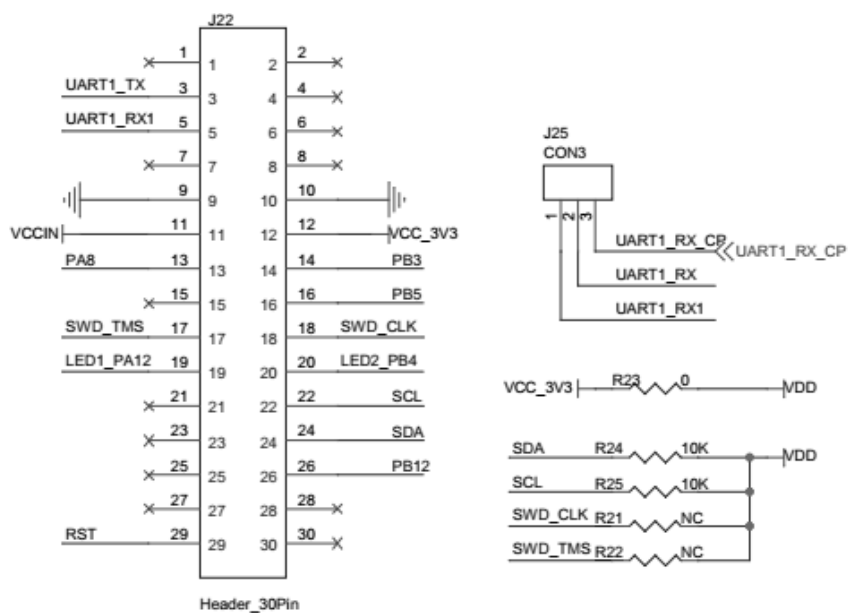 J22
1 1 2 2
UART1_TX 3 3 4 4
UART1_RX1 5 5 6 6
7 7 8 8
9 9 10 10
VCCIN 11 11 12 12 VCC_3V3
PA8 13 13 14 14 PB3
15 15 16 16 PB5
SWD_TMS 17 17 18 18 SWD_CLK
LED1_PA12 19 19 20 20 LED2_PB4
21 21 22 22 SCL
23 23 24 24 SDA
25 25 26 26 PB12
27 27 28 28
RST 29 29 30 30
Header_30Pin
J25
CON3
1 2 3
UART1_RX_CP UART1_RX_CP
UART1_RX
UART1_RX1
VCC_3V3 R23 0 VDD
SDA R24 10K VDD
SCL R25 10K
SWD_CLK R21 NC
SWD_TMS R22 NC